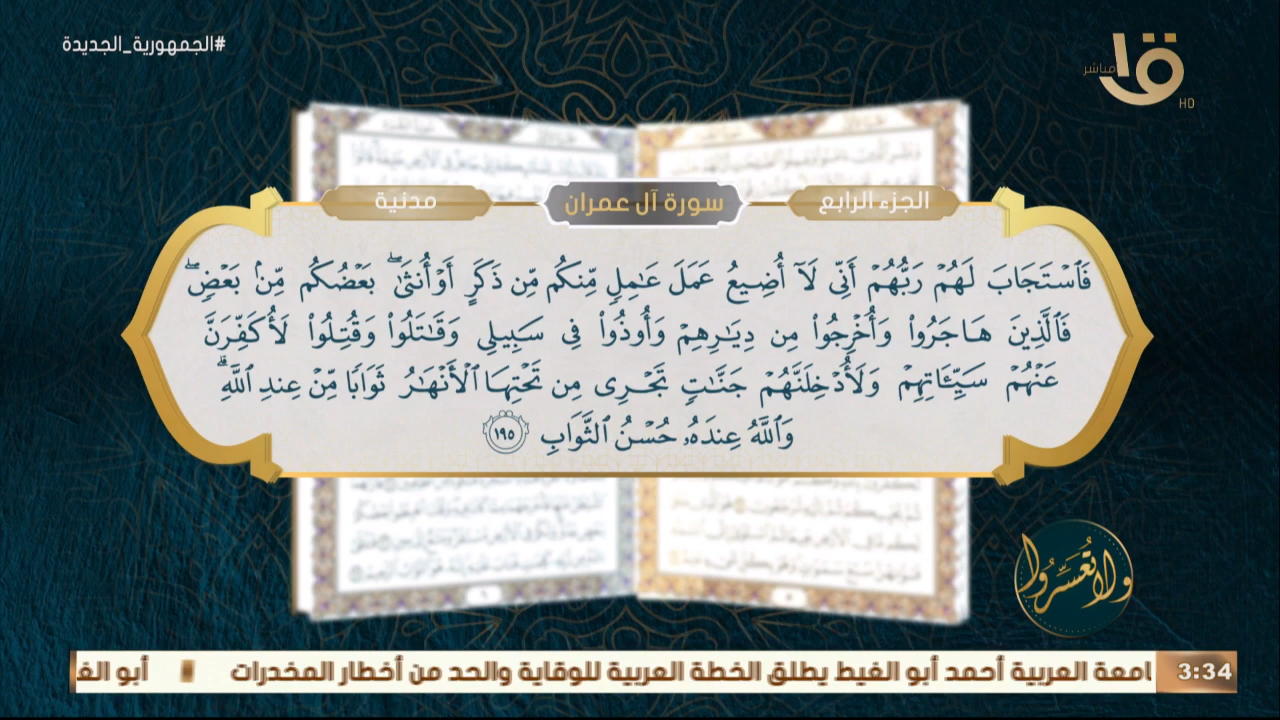 #الجمهورية_الجديدة
مباشر
HD
الجزء الرابع
سورة آل عمران
مدنية
فَٱسْتَجَابَ لَهُمْ رَبُّهُمْ أَنِّى لَآ أُضِيعُ عَمَلَ عَٰمِلٍ مِّنكُم مِّن ذَكَرٍ أَوْ أُنثَىٰ ۖ بَعْضُكُم مِّنۢ بَعْضٍ ۖ
فَٱلَّذِينَ هَاجَرُوا۟ وَأُخْرِجُوا۟ مِن دِيَٰرِهِمْ وَأُوذُوا۟ فِى سَبِيلِى وَقَٰتَلُوا۟ وَقُتِلُوا۟ لَأُكَفِّرَنَّ
عَنْهُمْ سَيِّـَٔاتِهِمْ وَلَأُدْخِلَنَّهُمْ جَنَّٰتٍ تَجْرِى مِن تَحْتِهَا ٱلْأَنْهَٰرُ ثَوَابًا مِّنْ عِندِ ٱللَّهِ ۗ
وَٱللَّهُ عِندَهُۥ حُسْنُ ٱلثَّوَابِ ١٩٥
ولا تُعَسِّروا
3:34 امعة العربية أحمد أبو الغيط يطلق الخطة العربية للوقاية والحد من أخطار المخدرات أبو الغ